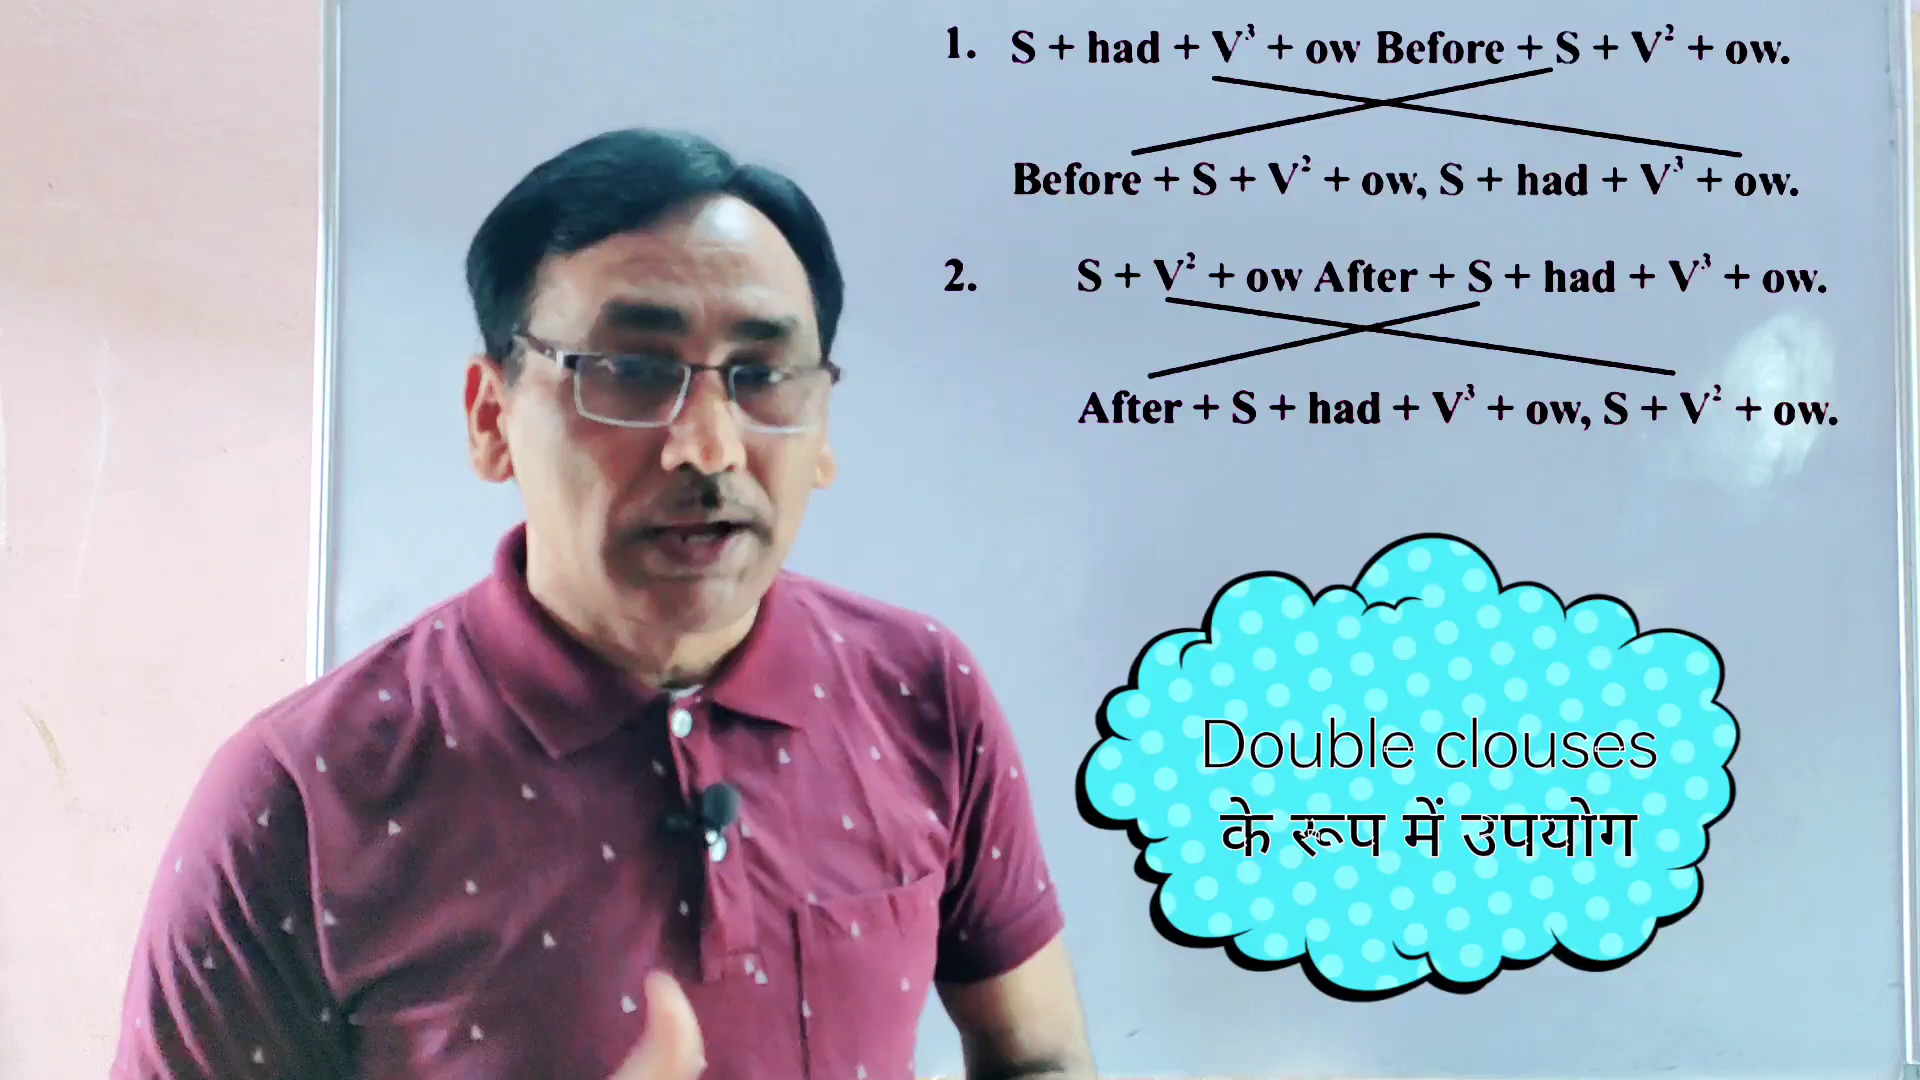 1. S + had + V³ + ow Before + S + V² + ow.
Before + S + V² + ow, S + had + V³ + ow.
2. S + V² + ow After + S + had + V³ + ow.
After + S + had + V³ + ow, S + V² + ow.
Double clouses
के रूप में उपयोग